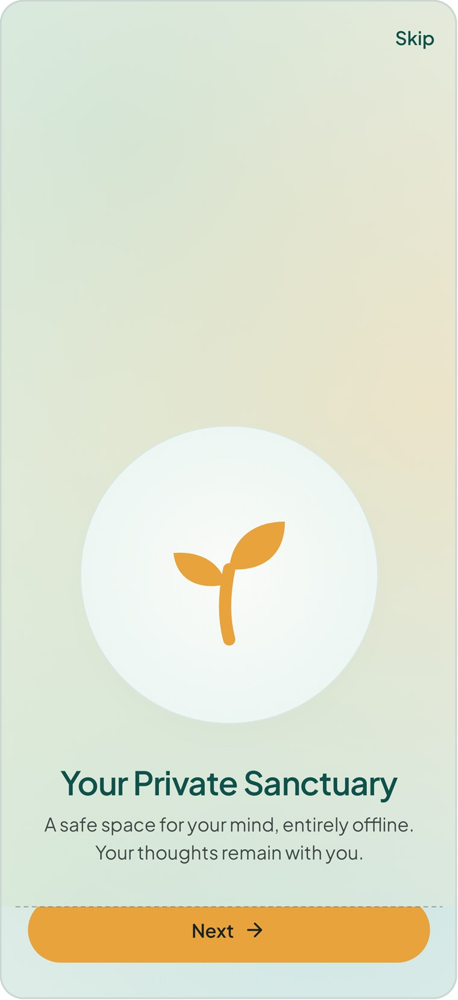 Skip
Your Private Sanctuary
A safe space for your mind, entirely offline.
Your thoughts remain with you.
Next →